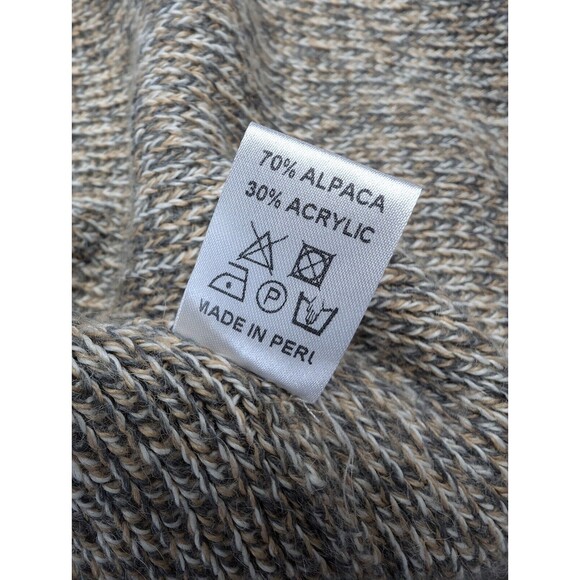 70% ALPACA
30% ACRYLIC
P
MADE IN PERU